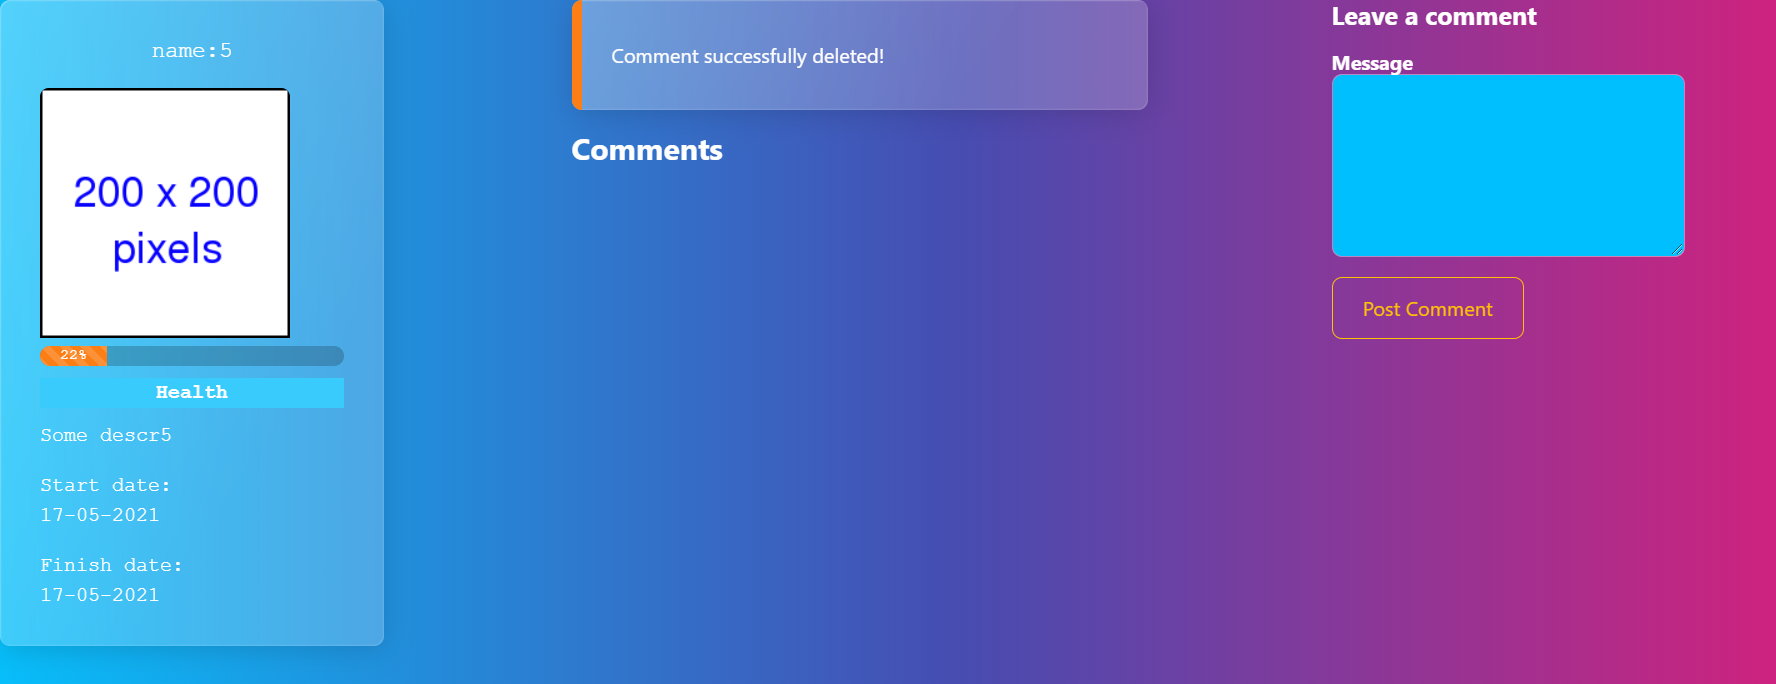 name:5
200 x 200
pixels
22%
Health
Some descr5
Start date:
17-05-2021
Finish date:
17-05-2021
Comment successfully deleted!
Comments
Leave a comment
Message
Post Comment